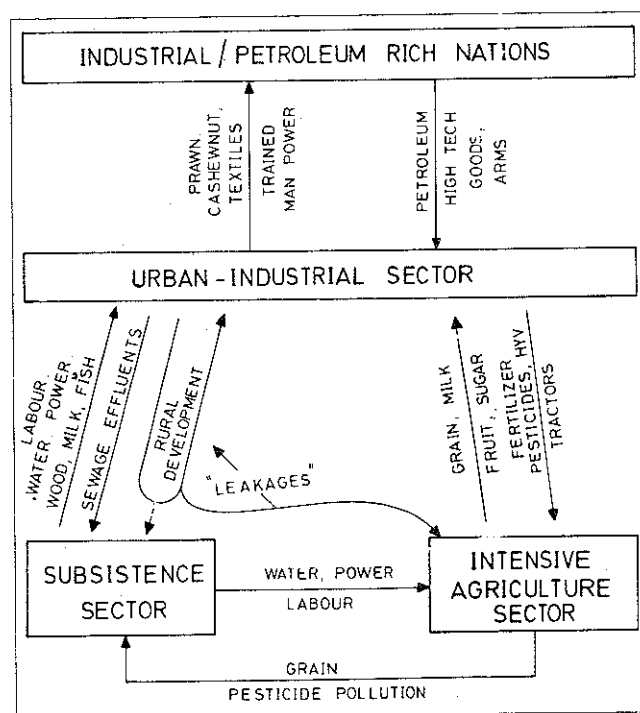 INDUSTRIAL / PETROLEUM RICH NATIONS
PRAWN,
CASHEWNUT,
TEXTILES
TRAINED
MAN POWER
PETROLEUM
HIGH TECH
GOODS,
ARMS
URBAN - INDUSTRIAL SECTOR
LABOUR
WATER, POWER,
WOOD, MILK, FISH
SEWAGE EFFLUENTS
RURAL
DEVELOPMENT
"LEAKAGES"
GRAIN, MILK
FRUIT, SUGAR
FERTILIZER
PESTICIDES, HYV
TRACTORS
SUBSISTENCE
SECTOR
WATER, POWER
LABOUR
INTENSIVE
AGRICULTURE
SECTOR
GRAIN
PESTICIDE POLLUTION